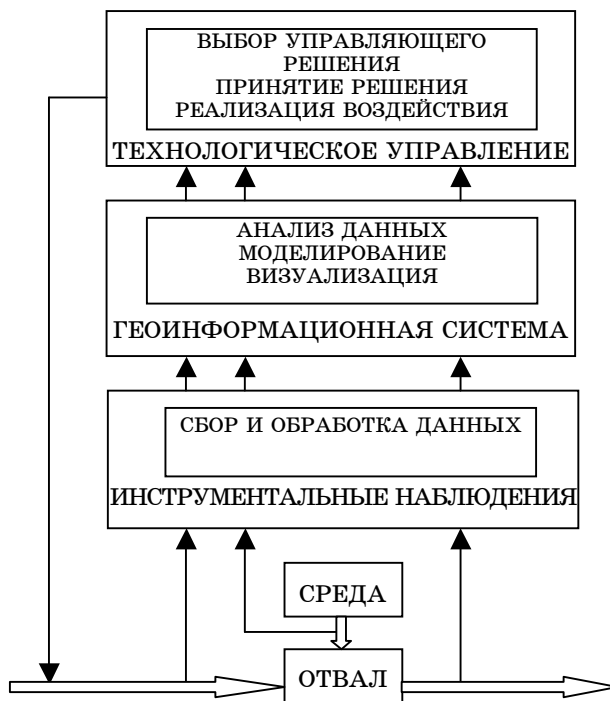 ВЫБОР УПРАВЛЯЮЩЕГО
РЕШЕНИЯ
ПРИНЯТИЕ РЕШЕНИЯ
РЕАЛИЗАЦИЯ ВОЗДЕЙСТВИЯ
ТЕХНОЛОГИЧЕСКОЕ УПРАВЛЕНИЕ
АНАЛИЗ ДАННЫХ
МОДЕЛИРОВАНИЕ
ВИЗУАЛИЗАЦИЯ
ГЕОИНФОРМАЦИОННАЯ СИСТЕМА
СБОР И ОБРАБОТКА ДАННЫХ
ИНСТРУМЕНТАЛЬНЫЕ НАБЛЮДЕНИЯ
СРЕДА
ОТВАЛ